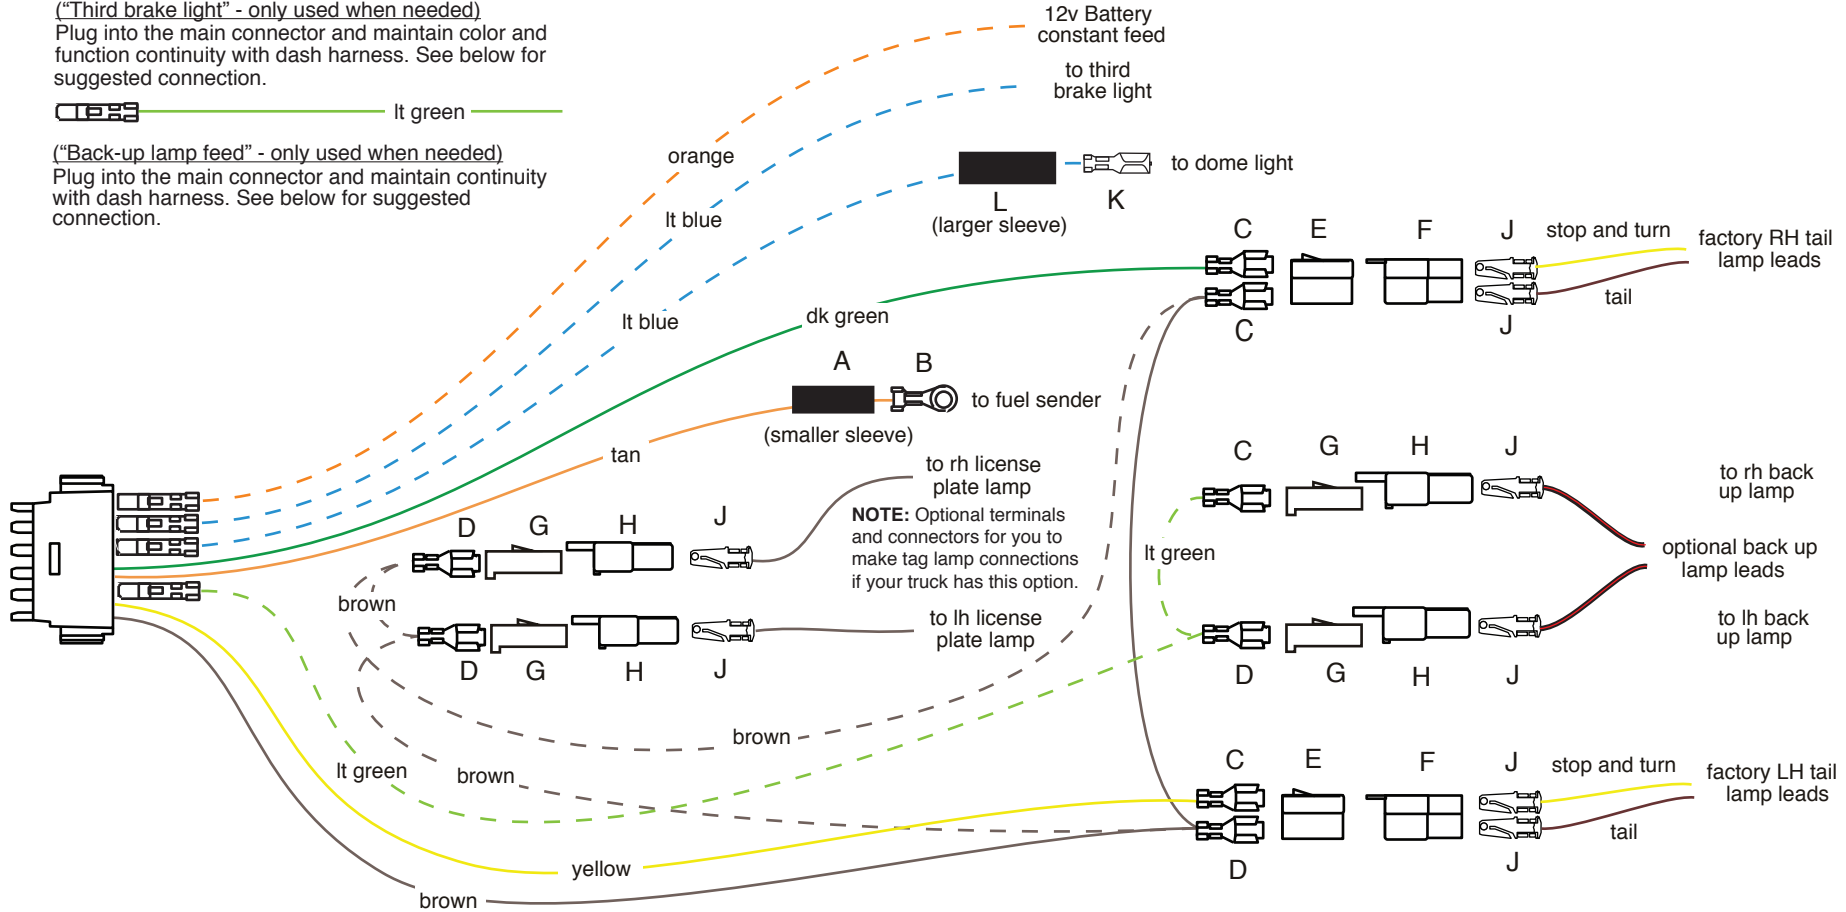 (“Third brake light” - only used when needed)
Plug into the main connector and maintain color and
function continuity with dash harness. See below for
suggested connection.
lt green
(“Back-up lamp feed” - only used when needed)
Plug into the main connector and maintain continuity
with dash harness. See below for suggested
connection.
12v Battery
constant feed
to third
brake light
orange
lt blue
L
(larger sleeve)
K
to dome light
lt blue
dk green
C
E
F
J
stop and turn
factory RH tail
lamp leads
tail
C
J
A
B
to fuel sender
(smaller sleeve)
tan
to rh license
plate lamp
D
G
H
J
NOTE: Optional terminals
and connectors for you to
make tag lamp connections
if your truck has this option.
brown
to lh license
plate lamp
D
G
H
J
C
G
H
J
to rh back
up lamp
lt green
optional back up
lamp leads
to lh back
up lamp
D
G
H
J
brown
lt green
brown
C
E
F
J
stop and turn
factory LH tail
lamp leads
tail
D
J
yellow
brown